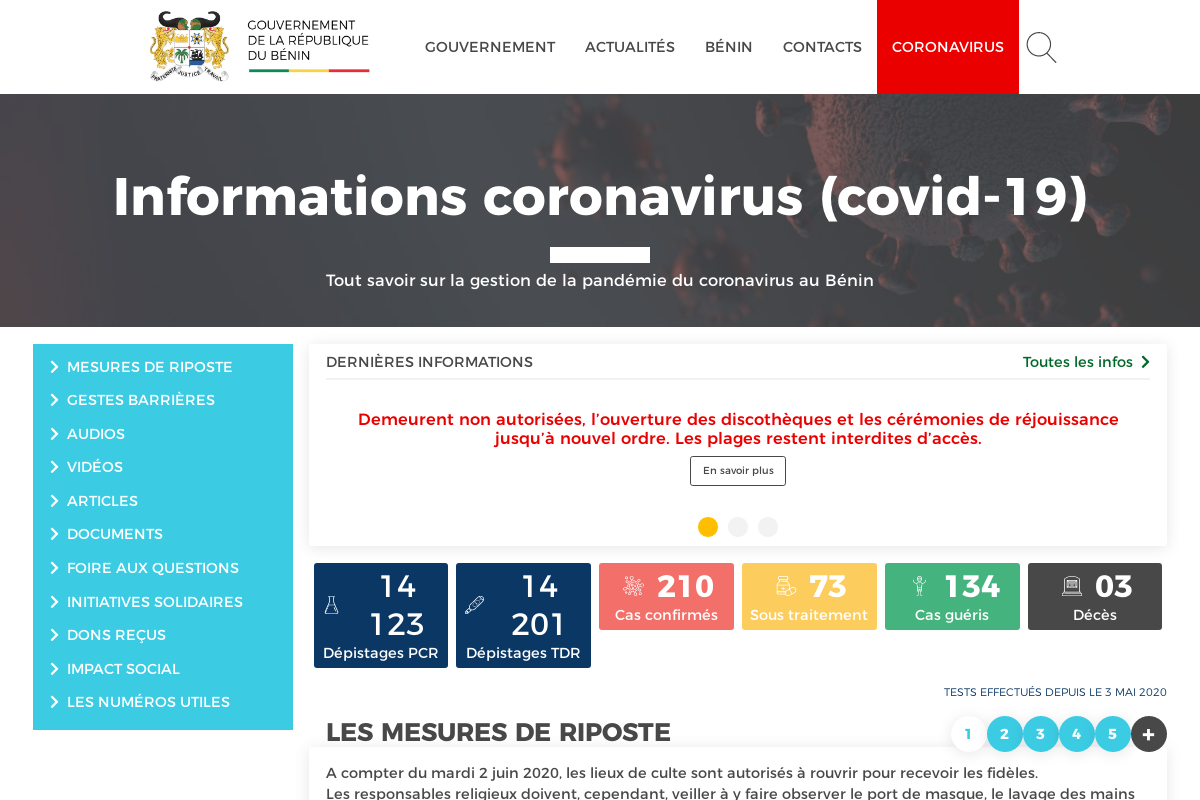 GOUVERNEMENT
DE LA RÉPUBLIQUE
DU BÉNIN
FRATERNITÉ JUSTICE TRAVAIL
GOUVERNEMENT
ACTUALITÉS
BÉNIN
CONTACTS
CORONAVIRUS
Informations coronavirus (covid-19)
Tout savoir sur la gestion de la pandémie du coronavirus au Bénin
MESURES DE RIPOSTE
GESTES BARRIÈRES
AUDIOS
VIDÉOS
ARTICLES
DOCUMENTS
FOIRE AUX QUESTIONS
INITIATIVES SOLIDAIRES
DONS REÇUS
IMPACT SOCIAL
LES NUMÉROS UTILES
DERNIÈRES INFORMATIONS
Toutes les infos
Demeurent non autorisées, l’ouverture des discothèques et les cérémonies de réjouissance
jusqu’à nouvel ordre. Les plages restent interdites d’accès.
En savoir plus
14
123
Dépistages PCR
14
201
Dépistages TDR
210
Cas confirmés
73
Sous traitement
134
Cas guéris
03
Décès
TESTS EFFECTUÉS DEPUIS LE 3 MAI 2020
LES MESURES DE RIPOSTE
1 2 3 4 5 +
A compter du mardi 2 juin 2020, les lieux de culte sont autorisés à rouvrir pour recevoir les fidèles.
Les responsables religieux doivent, cependant, veiller à y faire observer le port de masque, le lavage des mains